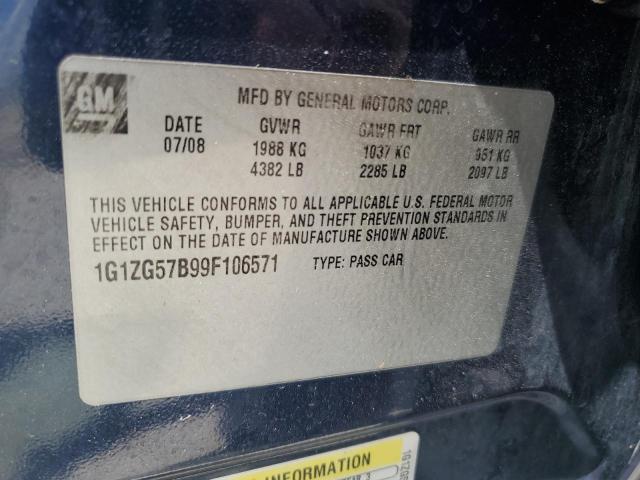 GM
MFD BY GENERAL MOTORS CORP.
DATE GVWR GAWR FRT GAWR RR
07/08 1988 KG 1037 KG 951 KG
4382 LB 2285 LB 2097 LB
THIS VEHICLE CONFORMS TO ALL APPLICABLE U.S. FEDERAL MOTOR
VEHICLE SAFETY, BUMPER, AND THEFT PREVENTION STANDARDS IN
EFFECT ON THE DATE OF MANUFACTURE SHOWN ABOVE.
1G1ZG57B99F106571 TYPE: PASS CAR
INFORMATION